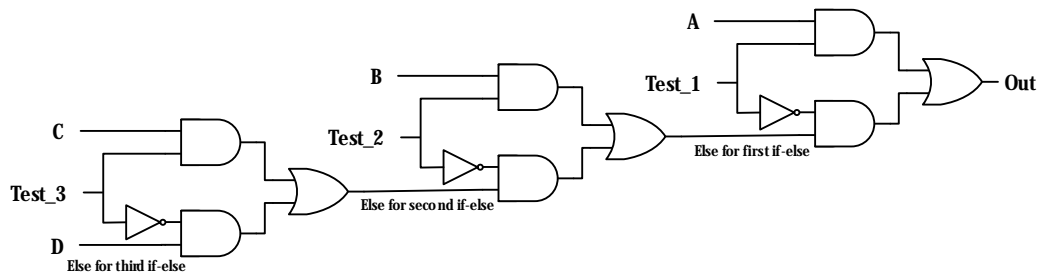 A
Test_1
Out
B
Test_2
Else for first if-else
C
Test_3
Else for second if-else
D
Else for third if-else